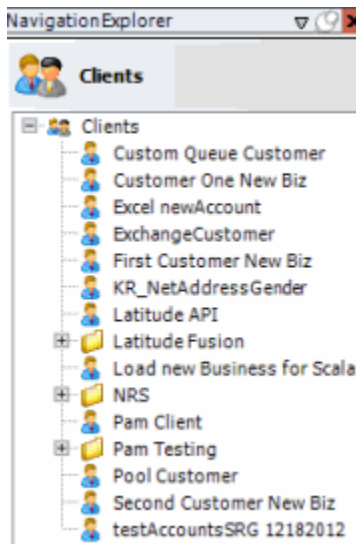 NavigationExplorer
Clients
Clients
Custom Queue Customer
Customer One New Biz
Excel newAccount
ExchangeCustomer
First Customer New Biz
KR_NetAddressGender
Latitude API
Latitude Fusion
Load new Business for Scala
NRS
Pam Client
Pam Testing
Pool Customer
Second Customer New Biz
testAccountsSRG 12182012